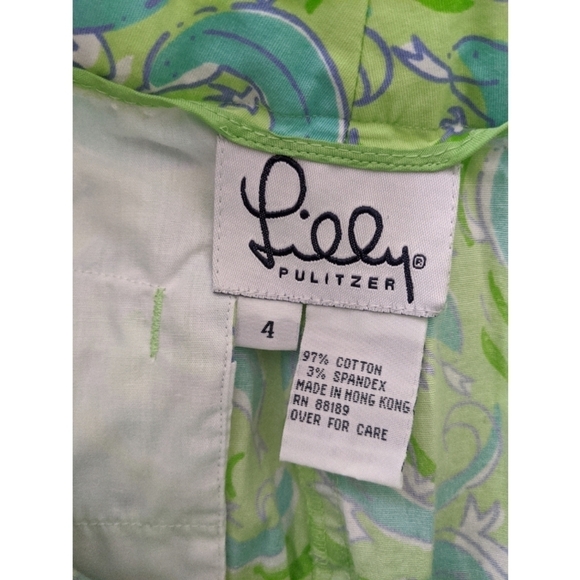 Lilly®
PULITZER
4
97% COTTON
3% SPANDEX
MADE IN HONG KONG
RN 88189
OVER FOR CARE